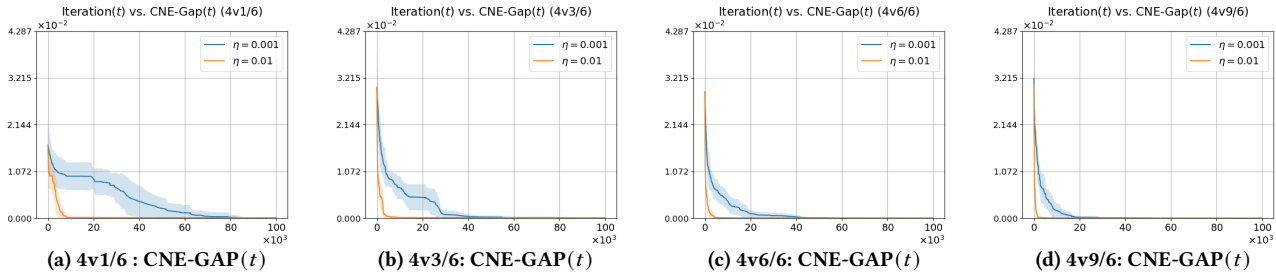 Iteration(t) vs. CNE-Gap(t) (4v1/6)
×10⁻²
4.287
3.215
2.144
1.072
0.000
η = 0.001
η = 0.01
0 20 40 60 80 100
×10³
(a) 4v1/6 : CNE-GAP(t)
Iteration(t) vs. CNE-Gap(t) (4v3/6)
×10⁻²
4.287
3.215
2.144
1.072
0.000
η = 0.001
η = 0.01
0 20 40 60 80 100
×10³
(b) 4v3/6: CNE-GAP(t)
Iteration(t) vs. CNE-Gap(t) (4v6/6)
×10⁻²
4.287
3.215
2.144
1.072
0.000
η = 0.001
η = 0.01
0 20 40 60 80 100
×10³
(c) 4v6/6: CNE-GAP(t)
Iteration(t) vs. CNE-Gap(t) (4v9/6)
×10⁻²
4.287
3.215
2.144
1.072
0.000
η = 0.001
η = 0.01
0 20 40 60 80 100
×10³
(d) 4v9/6: CNE-GAP(t)